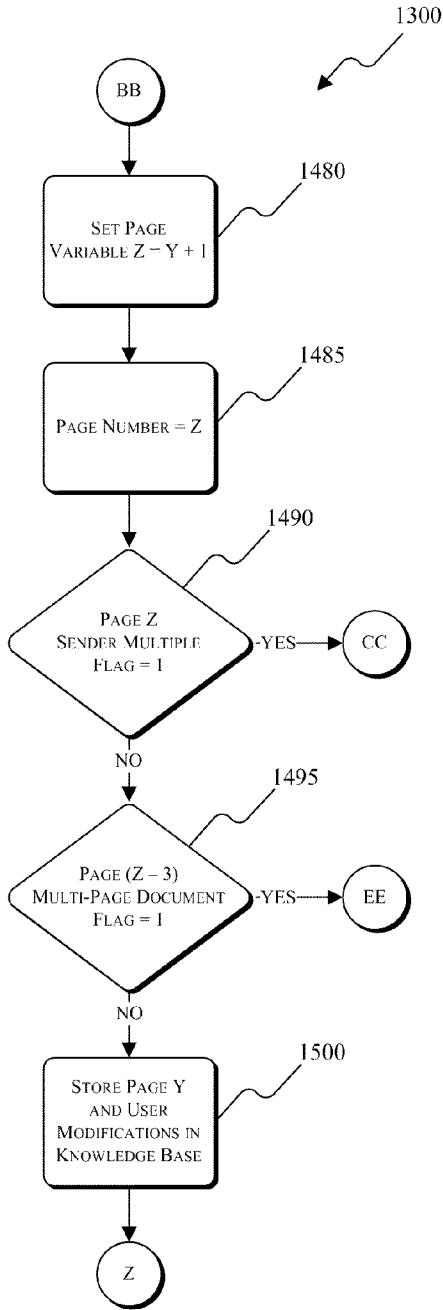 1300
BB
1480
SET PAGE
VARIABLE Z = Y + 1
1485
PAGE NUMBER = Z
1490
PAGE Z
SENDER MULTIPLE
FLAG = 1
YES
CC
NO
1495
PAGE (Z – 3)
MULTI-PAGE DOCUMENT
FLAG = 1
YES
EE
NO
1500
STORE PAGE Y
AND USER
MODIFICATIONS IN
KNOWLEDGE BASE
Z